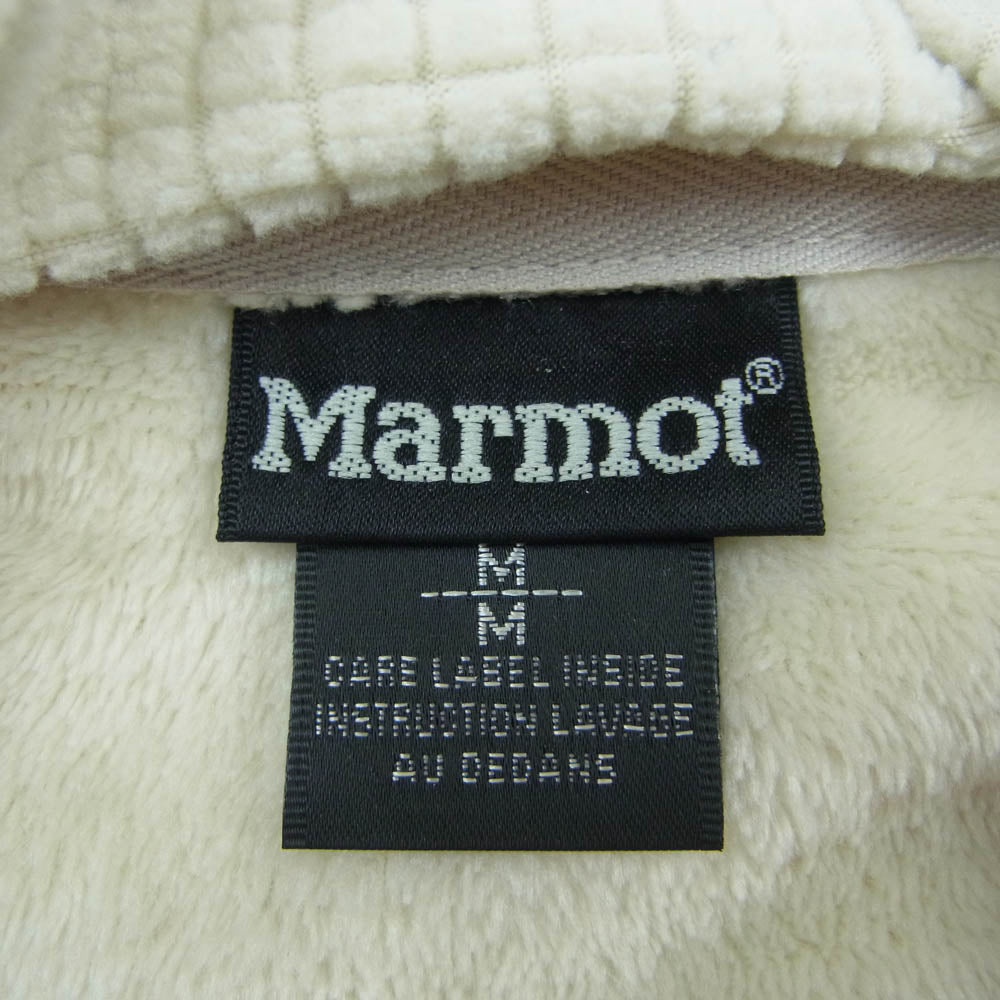 Marmot®
M
M
CARE LABEL INSIDE
INSTRUCTION LAVAGE
AU DEDANS